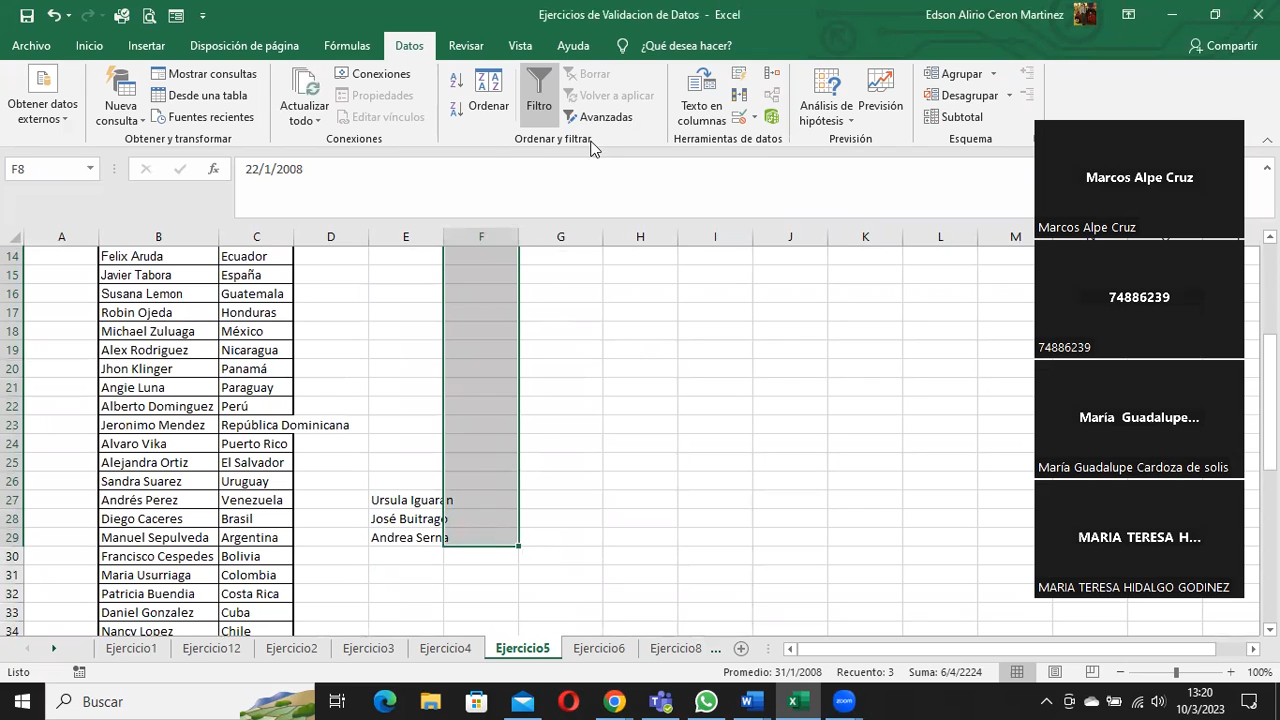 Ejercicios de Validacion de Datos - Excel
Edson Alirio Ceron Martinez
Archivo Inicio Insertar Disposición de página Fórmulas Datos Revisar Vista Ayuda ¿Qué desea hacer? Compartir
Obtener datos externos
Nueva consulta
Mostrar consultas
Desde una tabla
Fuentes recientes
Obtener y transformar
Actualizar todo
Conexiones
Propiedades
Editar vínculos
Conexiones
Ordenar
Filtro
Borrar
Volver a aplicar
Avanzadas
Ordenar y filtrar
Texto en columnas
Herramientas de datos
Análisis de hipótesis
Previsión
Previsión
Agrupar
Desagrupar
Subtotal
Esquema
F8
fx
22/1/2008
A B C D E F G H I J K L M
14 Felix Aruda Ecuador
15 Javier Tabora España
16 Susana Lemon Guatemala
17 Robin Ojeda Honduras
18 Michael Zuluaga México
19 Alex Rodriguez Nicaragua
20 Jhon Klinger Panamá
21 Angie Luna Paraguay
22 Alberto Dominguez Perú
23 Jeronimo Mendez República Dominicana
24 Alvaro Vika Puerto Rico
25 Alejandra Ortiz El Salvador
26 Sandra Suarez Uruguay
27 Andrés Perez Venezuela Ursula Iguaran
28 Diego Caceres Brasil José Buitrago
29 Manuel Sepulveda Argentina Andrea Serna
30 Francisco Cespedes Bolivia
31 Maria Usurriaga Colombia
32 Patricia Buendia Costa Rica
33 Daniel Gonzalez Cuba
34 Nancy Lopez Chile
Marcos Alpe Cruz
Marcos Alpe Cruz
74886239
74886239
María Guadalupe...
María Guadalupe Cardoza de solis
MARIA TERESA H...
MARIA TERESA HIDALGO GODINEZ
Ejercicio1 Ejercicio12 Ejercicio2 Ejercicio3 Ejercicio4 Ejercicio5 Ejercicio6 Ejercicio8 ...
Listo
Promedio: 31/1/2008 Recuento: 3 Suma: 6/4/2224
100%
Buscar
zoom
13:20
10/3/2023